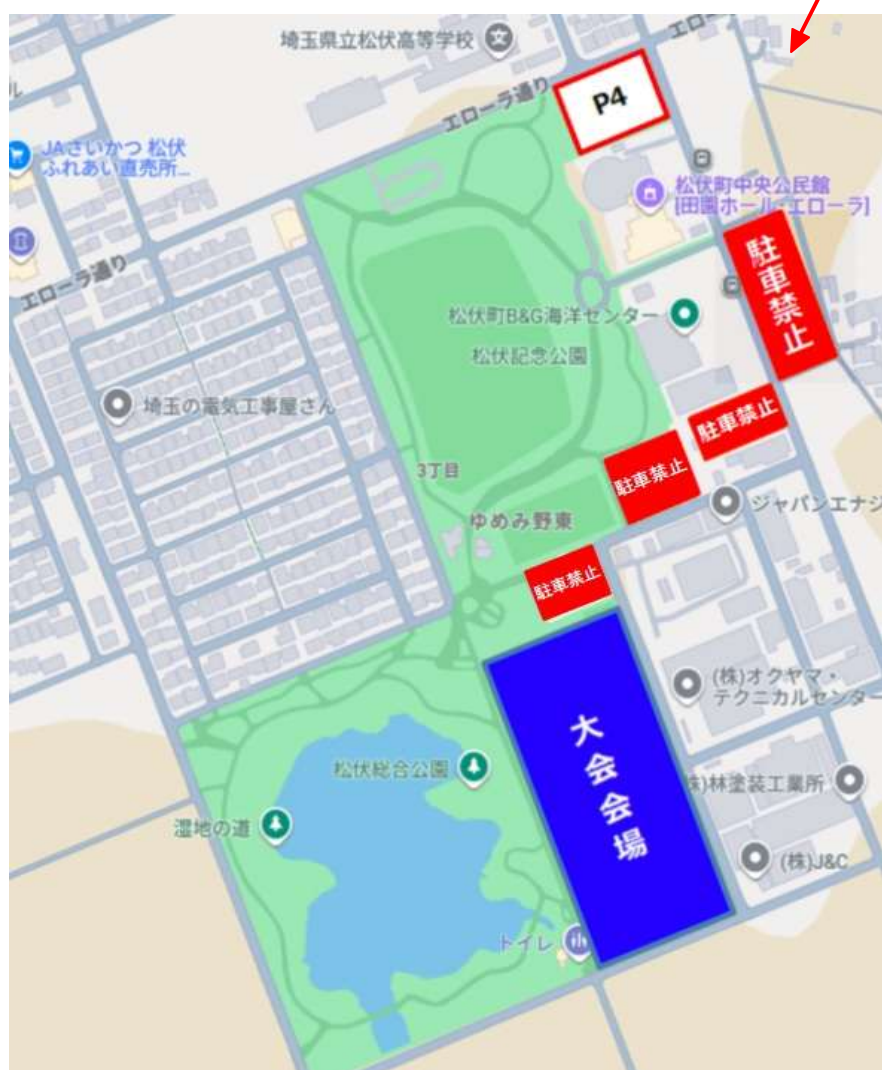 埼玉県立松伏高等学校
エロ
P4
エローラ通り
JAさいかつ 松伏
ふれあい直売所...
ル
松伏町中央公民館
[田園ホール・エローラ]
エローラ通り
駐車禁止
松伏町B&G海洋センター
松伏記念公園
埼玉の電気工事屋さん
駐車禁止
3丁目
駐車禁止
ジャパンエナジ
ゆめみ野東
駐車禁止
(株)オクヤマ・
テクニカルセンター
大会会場
松伏総合公園
株)林塗装工業所
湿地の道
(株)J&C
トイレ